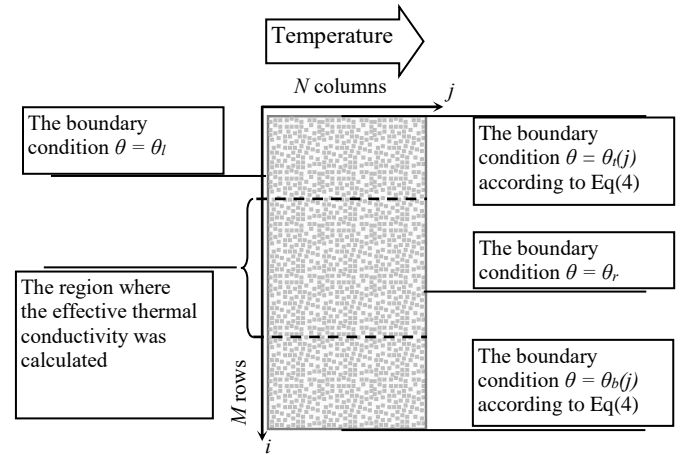 Temperature
N columns
j
The boundary
condition θ = θl
The boundary
condition θ = θt(j)
according to Eq(4)
The boundary
condition θ = θr
The region where
the effective thermal
conductivity was
calculated
The boundary
condition θ = θb(j)
according to Eq(4)
M rows
i